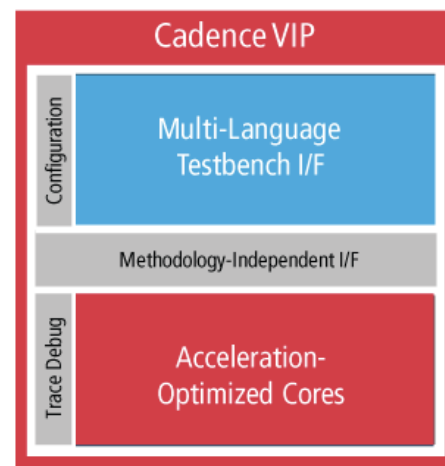 Cadence VIP
Configuration
Multi-Language
Testbench I/F
Methodology-Independent I/F
Trace Debug
Acceleration-
Optimized Cores